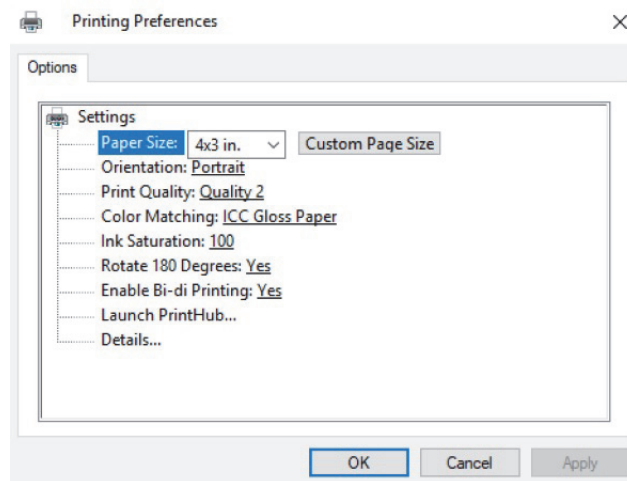 Printing Preferences
Options
Settings
Paper Size: 4x3 in. Custom Page Size
Orientation: Portrait
Print Quality: Quality 2
Color Matching: ICC Gloss Paper
Ink Saturation: 100
Rotate 180 Degrees: Yes
Enable Bi-di Printing: Yes
Launch PrintHub...
Details...
OK Cancel Apply